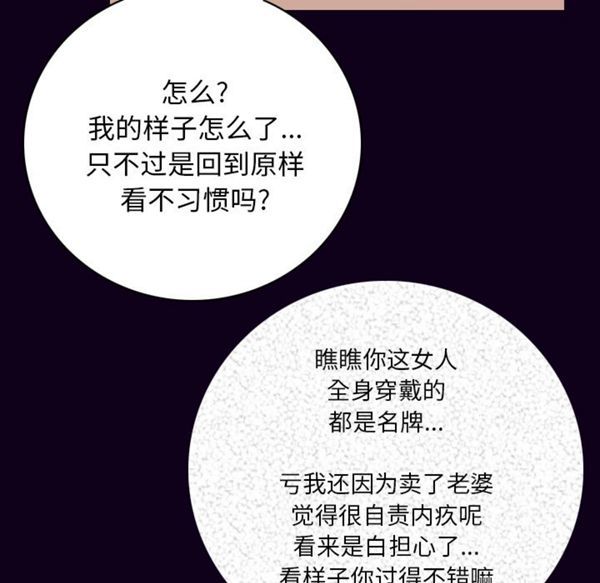 怎么?
我的样子怎么了...
只不过是回到原样
看不习惯吗?
瞧瞧你这女人
全身穿戴的
都是名牌...
亏我还因为卖了老婆
觉得很自责内疚呢
看来是白担心了...
看样子你过得不错嘛